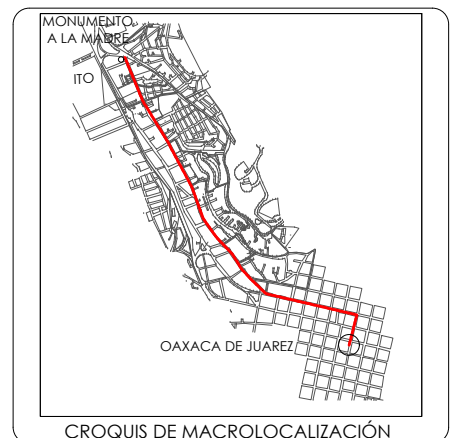 MONUMENTO
A LA MADRE
ITO
OAXACA DE JUAREZ
CROQUIS DE MACROLOCALIZACIÓN